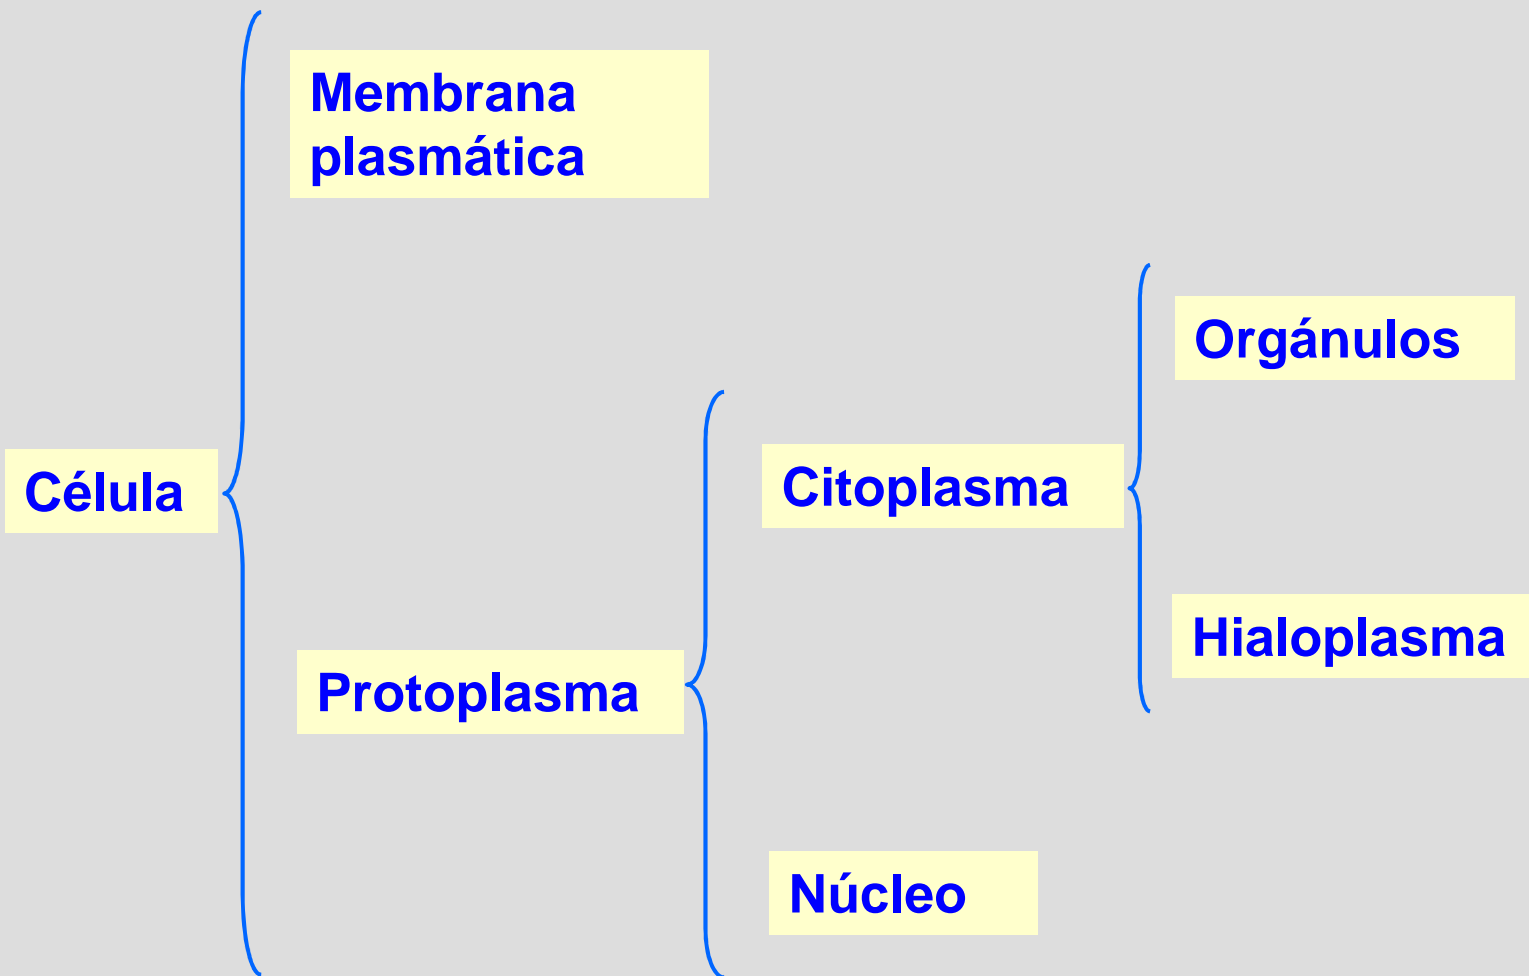 Membrana
plasmática
Orgánulos
Célula
Citoplasma
Hialoplasma
Protoplasma
Núcleo